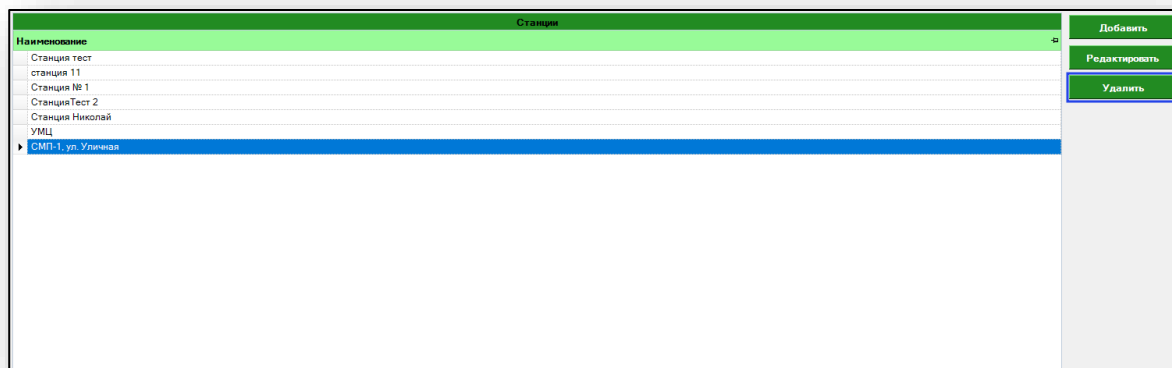 Станции
Добавить
Наименование
Редактировать
Станция тест
станция 11
Удалить
Станция № 1
СтанцияТест 2
Станция Николай
УМЦ
СМП-1, ул. Уличная